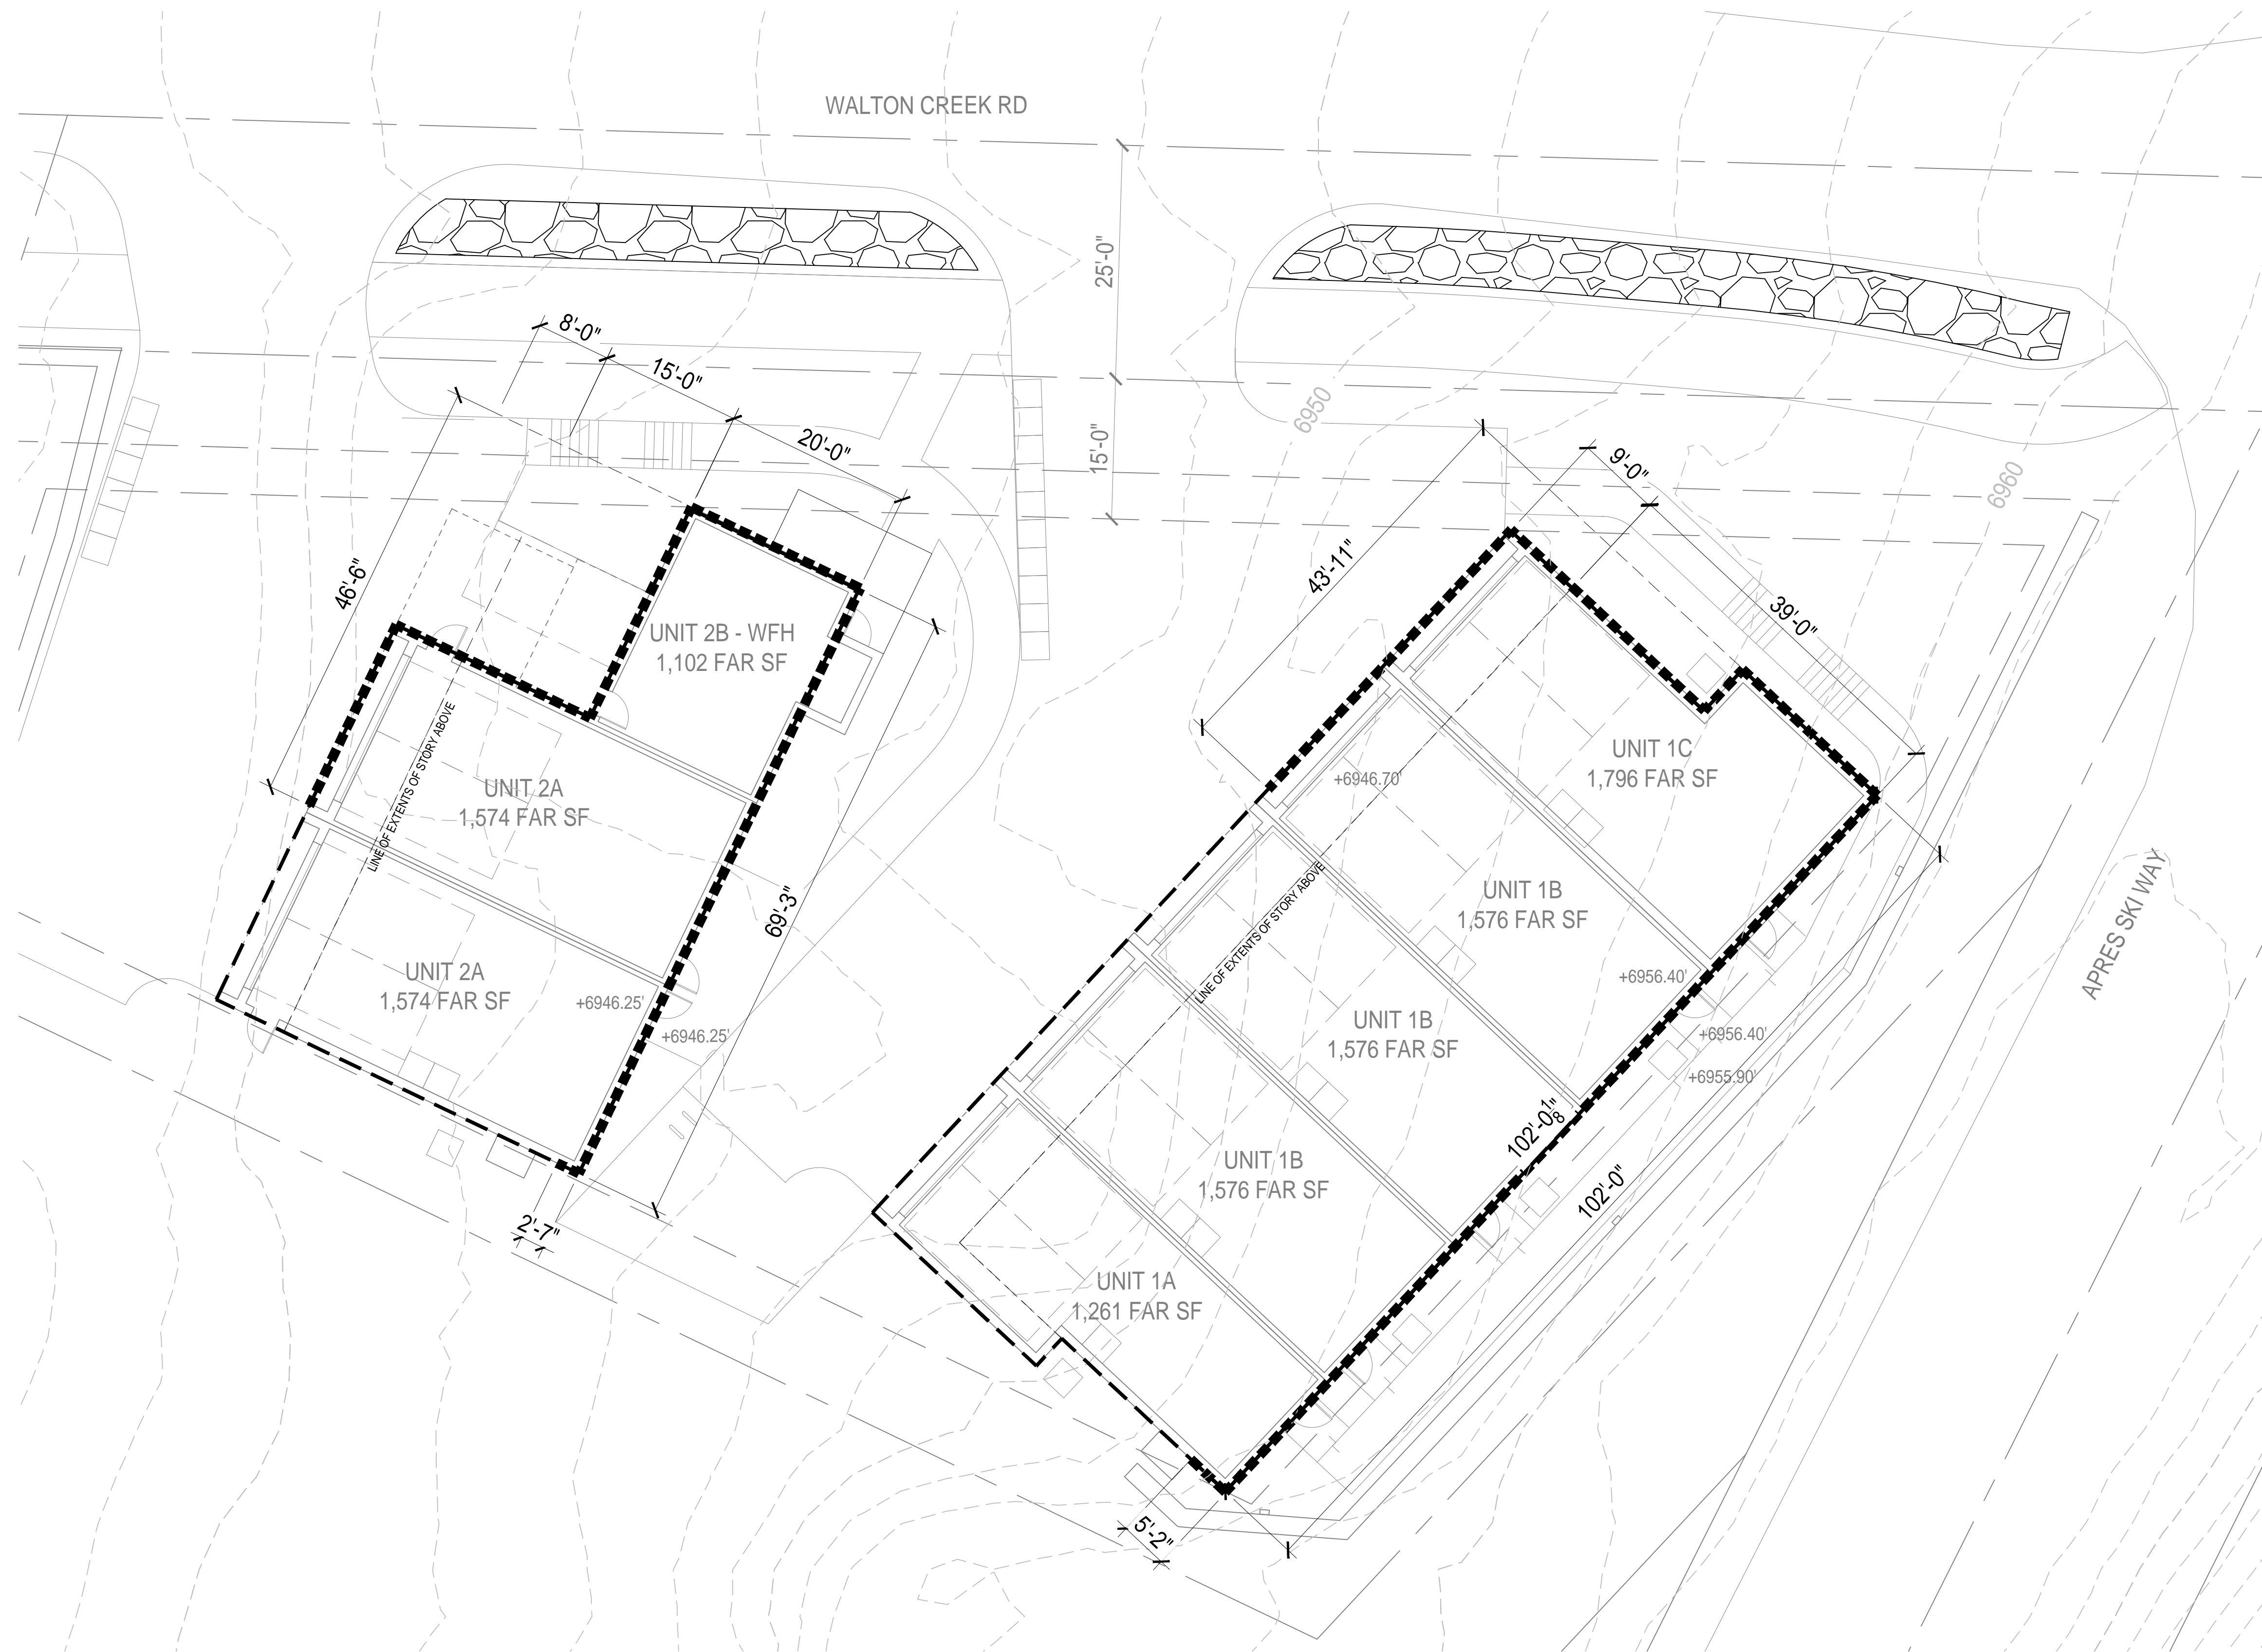 WALTON CREEK RD
25'-0"
8'-0"
15'-0"
20'-0"
15'-0"
6950
6960
9'-0"
43'-11"
39'-0"
46'-6"
UNIT 2B - WFH
1,102 FAR SF
UNIT 1C
1,796 FAR SF
+6946.70'
UNIT 2A
1,574 FAR SF
LINE OF EXTENTS OF STORY ABOVE
69'-3"
UNIT 1B
1,576 FAR SF
APRES SKI WAY
LINE OF EXTENTS OF STORY ABOVE
UNIT 2A
1,574 FAR SF
+6946.25'
+6946.25'
+6956.40'
UNIT 1B
1,576 FAR SF
+6956.40'
+6955.90'
102'-0 1/8"
102'-0"
UNIT 1B
1,576 FAR SF
2'-7"
UNIT 1A
1,261 FAR SF
5'-2"